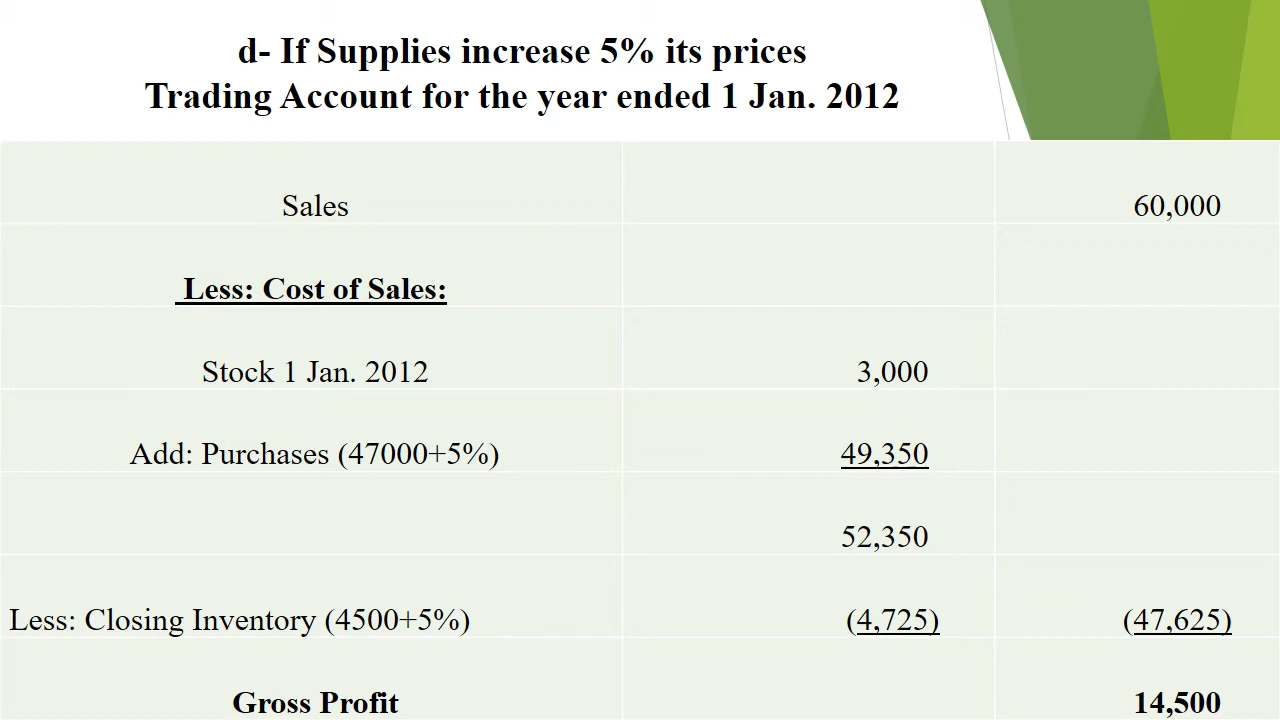 d- If Supplies increase 5% its prices
Trading Account for the year ended 1 Jan. 2012
Sales 60,000
Less: Cost of Sales:
Stock 1 Jan. 2012 3,000
Add: Purchases (47000+5%) 49,350
52,350
Less: Closing Inventory (4500+5%) (4,725) (47,625)
Gross Profit 14,500